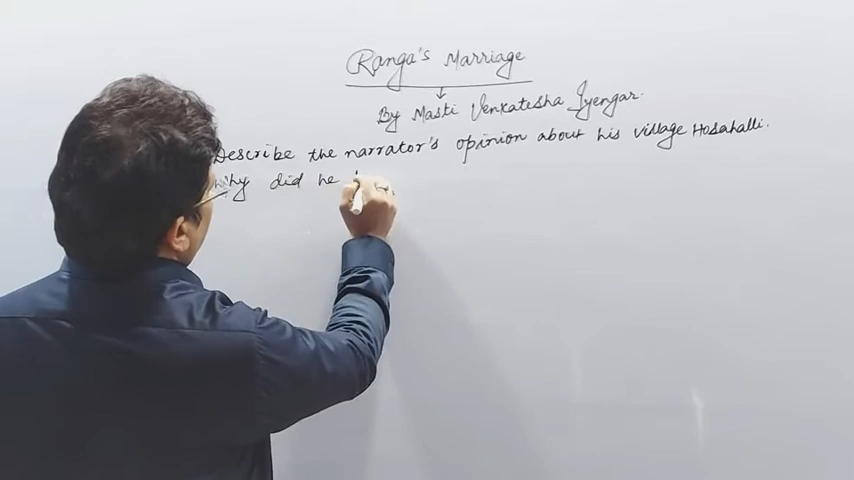 Ranga's Marriage
By Masti Venkatesha Iyengar.
Describe the narrator's opinion about his village Hosahalli.
Why did he